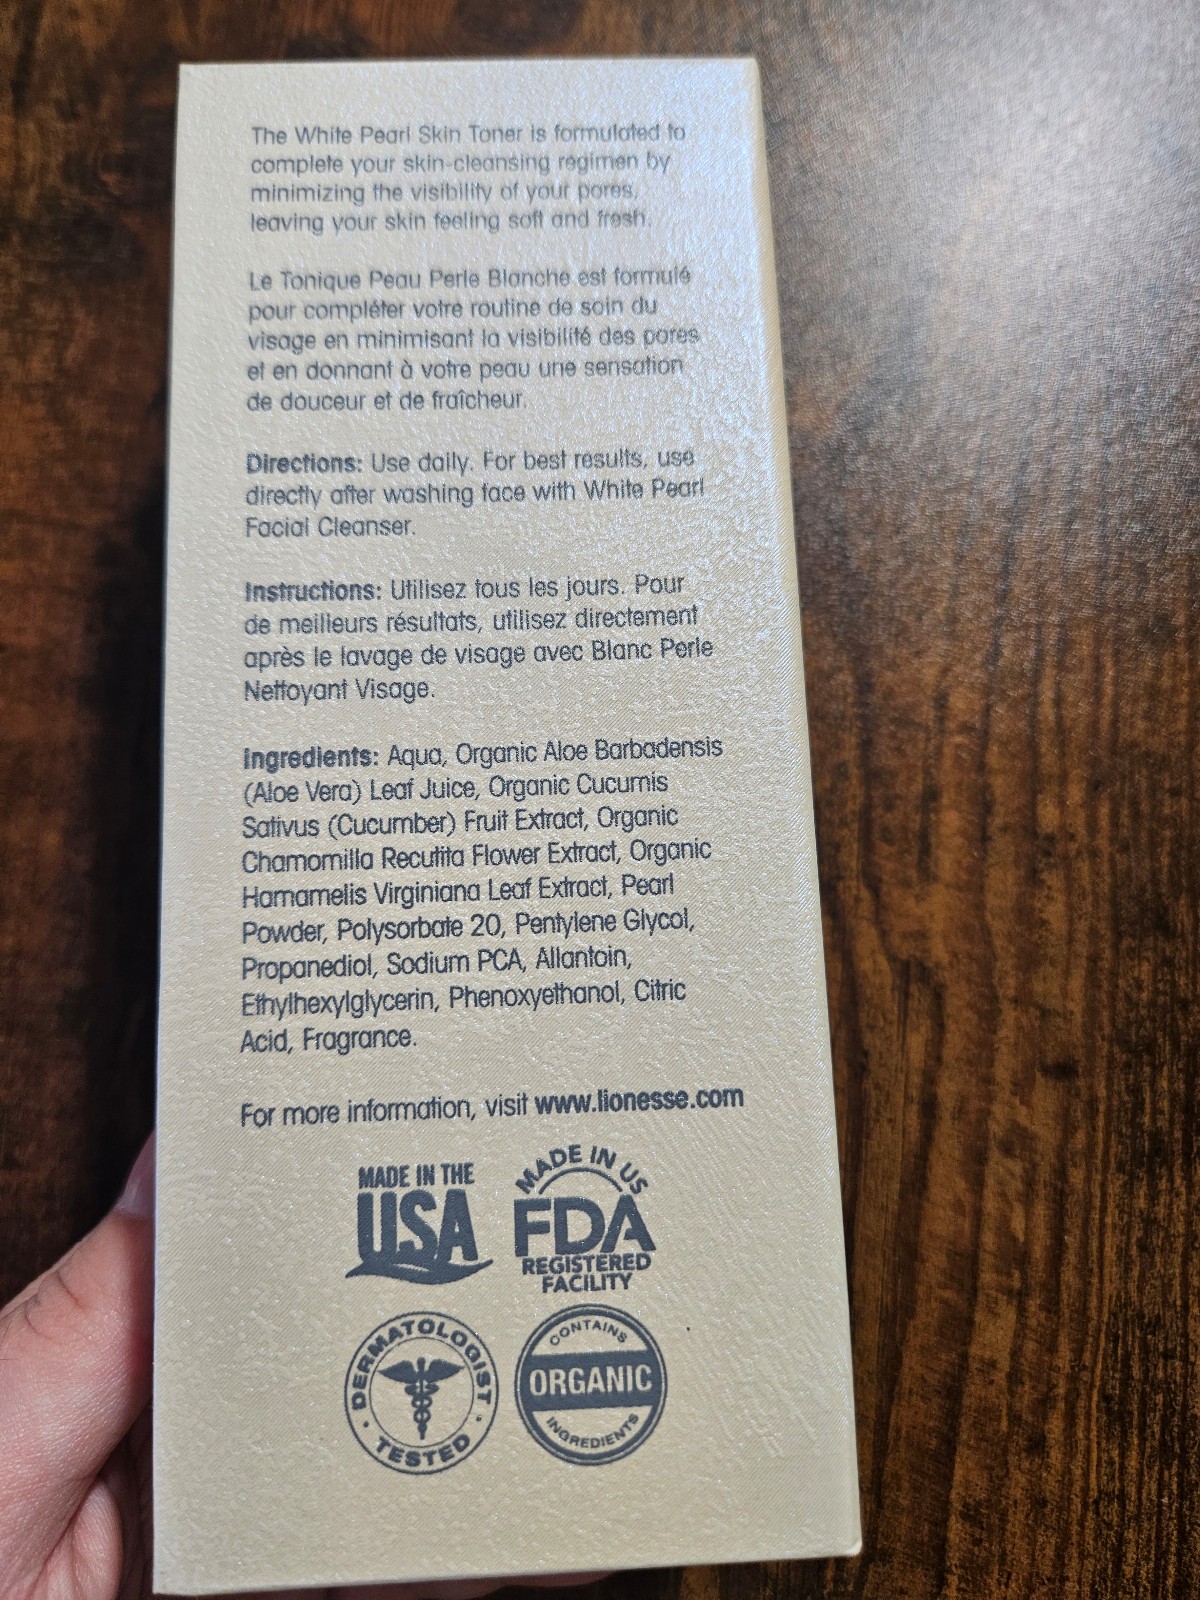 The White Pearl Skin Toner is formulated to
complete your skin-cleansing regimen by
minimizing the visibility of your pores,
leaving your skin feeling soft and fresh.
Le Tonique Peau Perle Blanche est formulé
pour compléter votre routine de soin du
visage en minimisant la visibilité des pores
et en donnant à votre peau une sensation
de douceur et de fraîcheur.
Directions: Use daily. For best results, use
directly after washing face with White Pearl
Facial Cleanser.
Instructions: Utilisez tous les jours. Pour
de meilleurs résultats, utilisez directement
après le lavage de visage avec Blanc Perle
Nettoyant Visage.
Ingredients: Aqua, Organic Aloe Barbadensis
(Aloe Vera) Leaf Juice, Organic Cucumis
Sativus (Cucumber) Fruit Extract, Organic
Chamomilla Recutita Flower Extract, Organic
Hamamelis Virginiana Leaf Extract, Pearl
Powder, Polysorbate 20, Pentylene Glycol,
Propanediol, Sodium PCA, Allantoin,
Ethylhexylglycerin, Phenoxyethanol, Citric
Acid, Fragrance.
For more information, visit www.lionesse.com
MADE IN THE
USA
MADE IN US
FDA
REGISTERED
FACILITY
DERMATOLOGIST
TESTED
CONTAINS
ORGANIC
INGREDIENTS